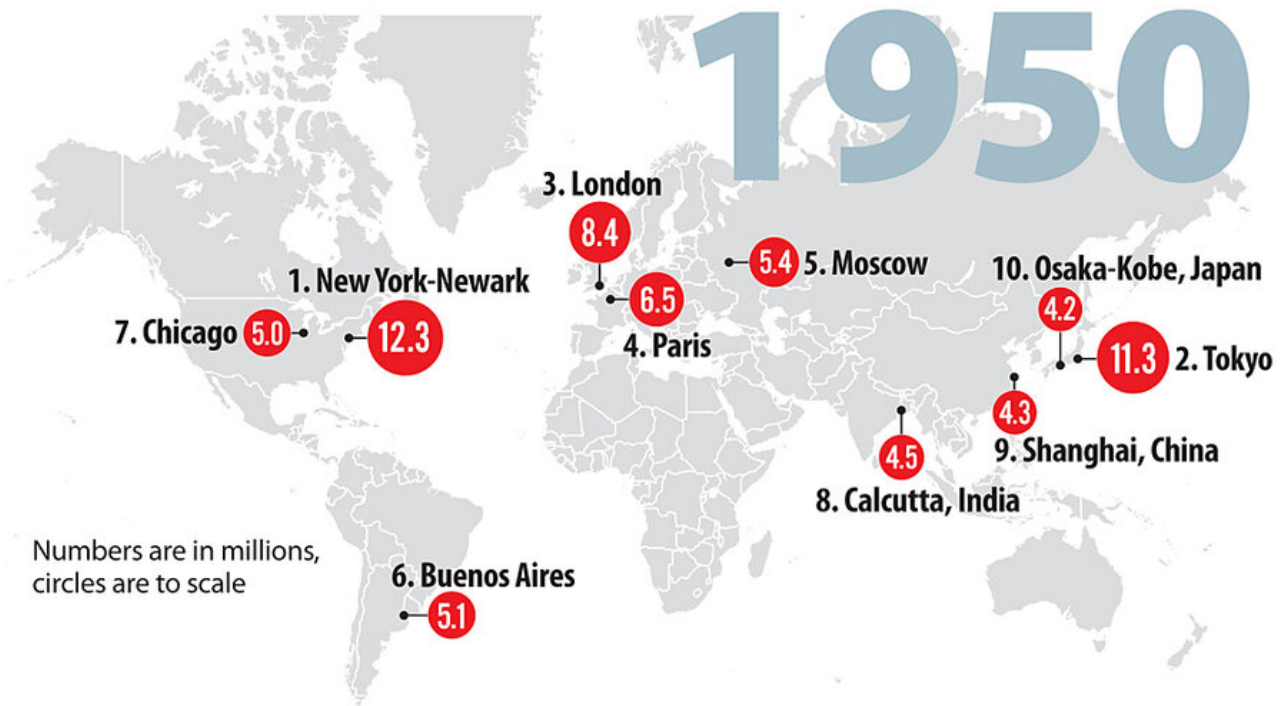 1950
3. London
8.4
5.4 5. Moscow
10. Osaka-Kobe, Japan
4.2
1. New York-Newark
12.3
7. Chicago 5.0
6.5
4. Paris
11.3 2. Tokyo
4.3
9. Shanghai, China
4.5
8. Calcutta, India
Numbers are in millions,
circles are to scale
6. Buenos Aires
5.1